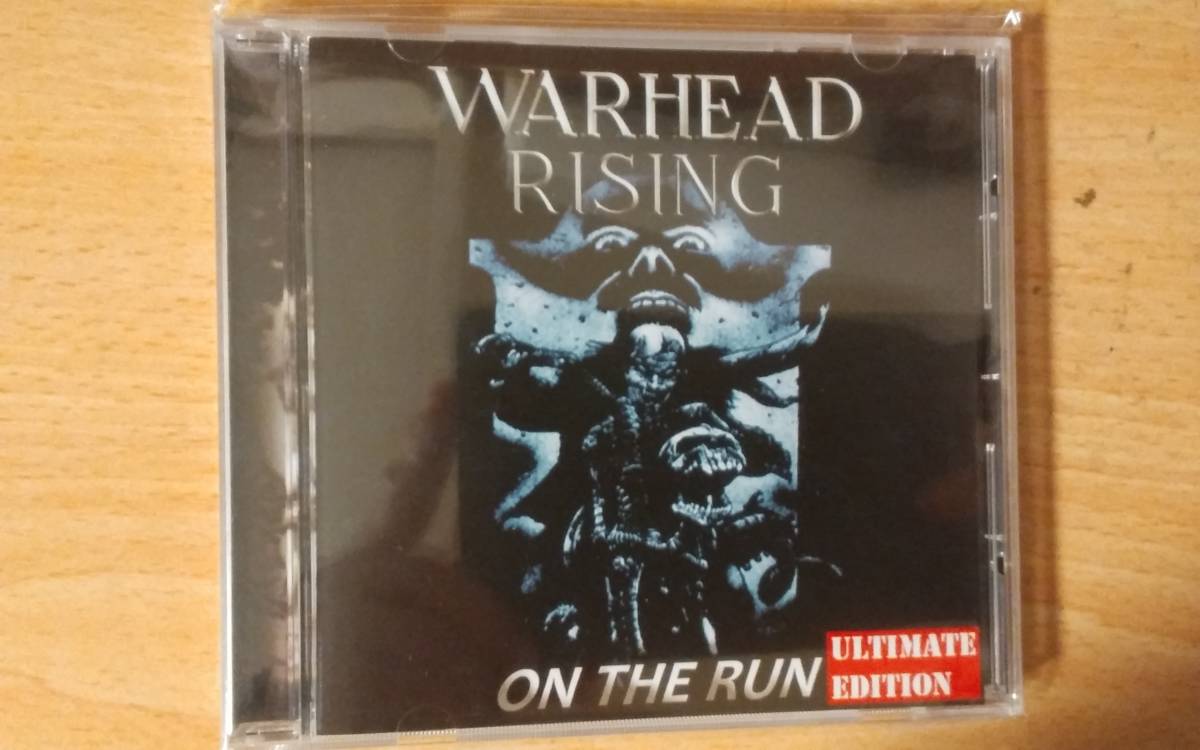 WARHEAD
RISING
ON THE RUN
ULTIMATE
EDITION